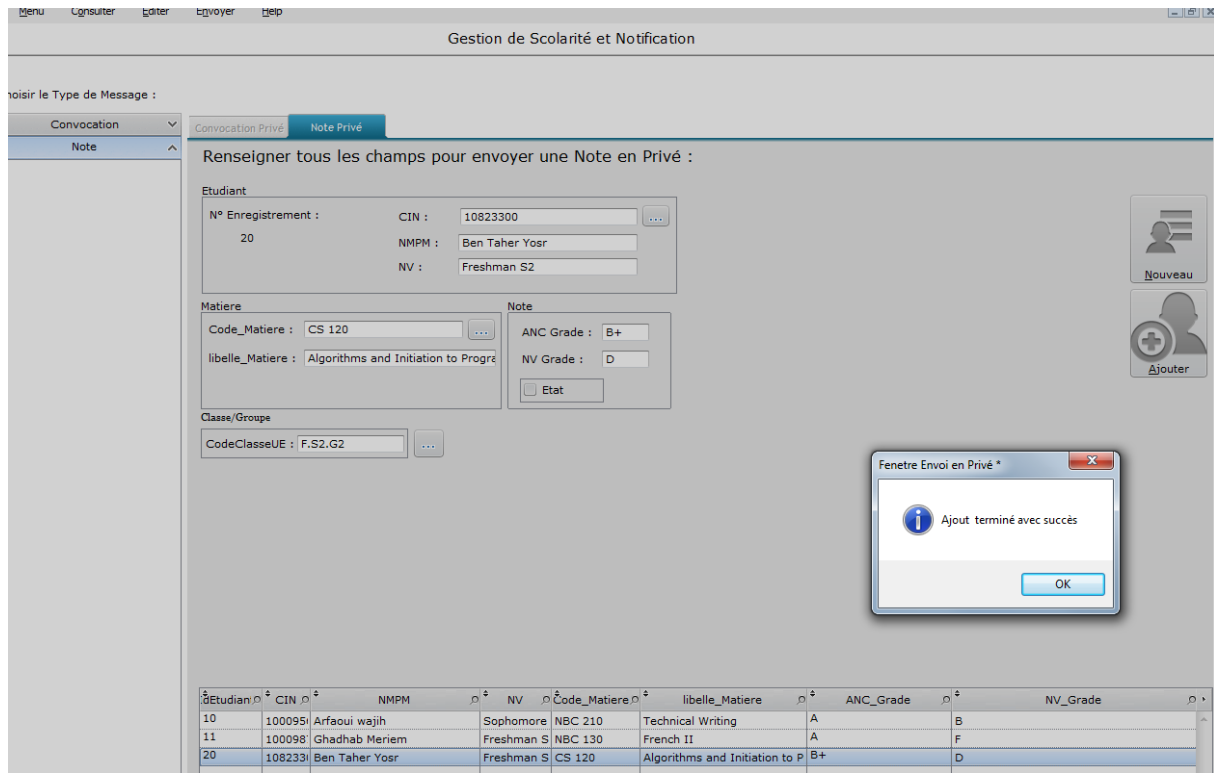 Menu Consulter Editer Envoyer Help
Gestion de Scolarité et Notification
hoisir le Type de Message :
Convocation
Note
Convocation Privé Note Privé
Renseigner tous les champs pour envoyer une Note en Privé :
Etudiant
N° Enregistrement : CIN : 10823300 ...
20 NMPM : Ben Taher Yosr
NV : Freshman S2
Nouveau
Matiere Note
Code_Matiere : CS 120 ... ANC Grade : B+
libelle_Matiere : Algorithms and Initiation to Progra NV Grade : D
Ajouter
Etat
Classe/Groupe
CodeClasseUE : F.S2.G2 ...
Fenetre Envoi en Privé *
Ajout terminé avec succès
OK
dEtudian CIN NMPM NV Code_Matiere libelle_Matiere ANC_Grade NV_Grade
10 100095 Arfaoui wajih Sophomore NBC 210 Technical Writing A B
11 100098 Ghadhab Meriem Freshman S NBC 130 French II A F
20 108233 Ben Taher Yosr Freshman S CS 120 Algorithms and Initiation to P B+ D